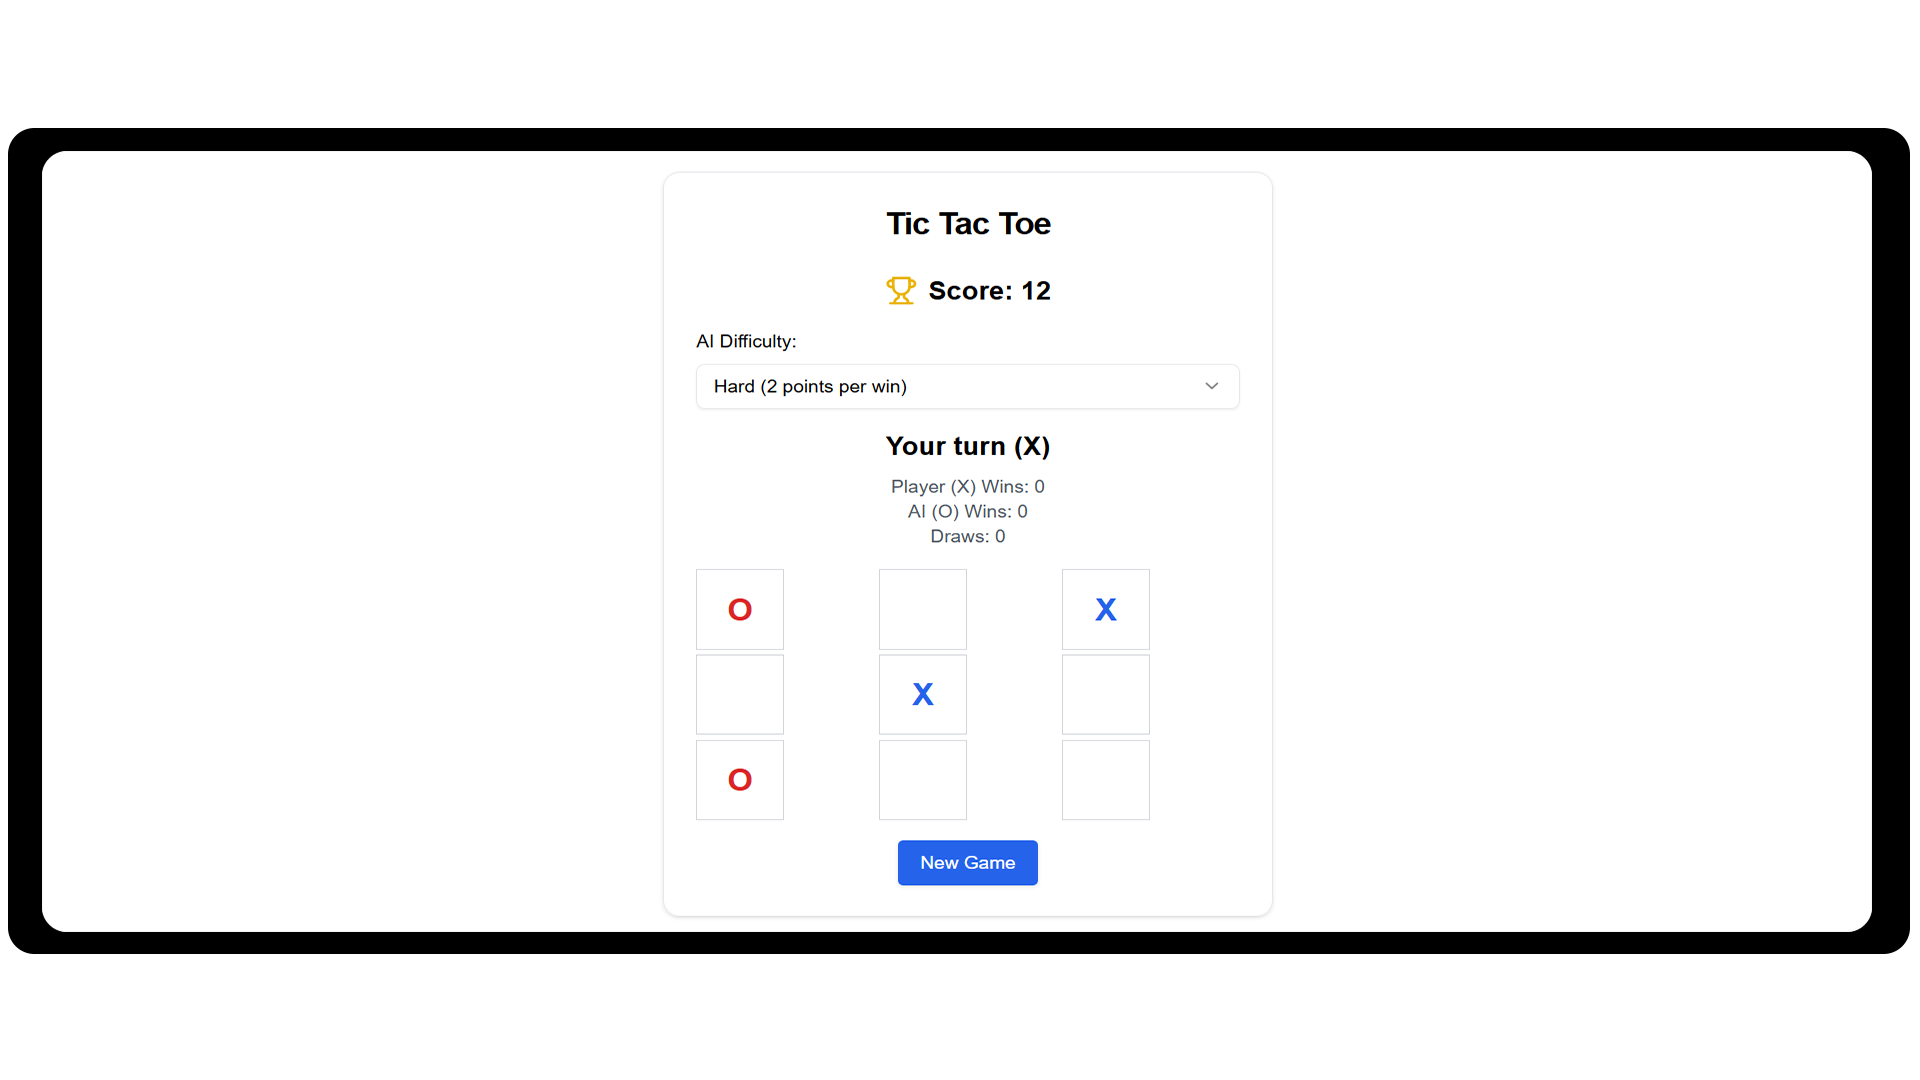 Tic Tac Toe
Score: 12
AI Difficulty:
Hard (2 points per win)
Your turn (X)
Player (X) Wins: 0
AI (O) Wins: 0
Draws: 0
O X
X
O
New Game